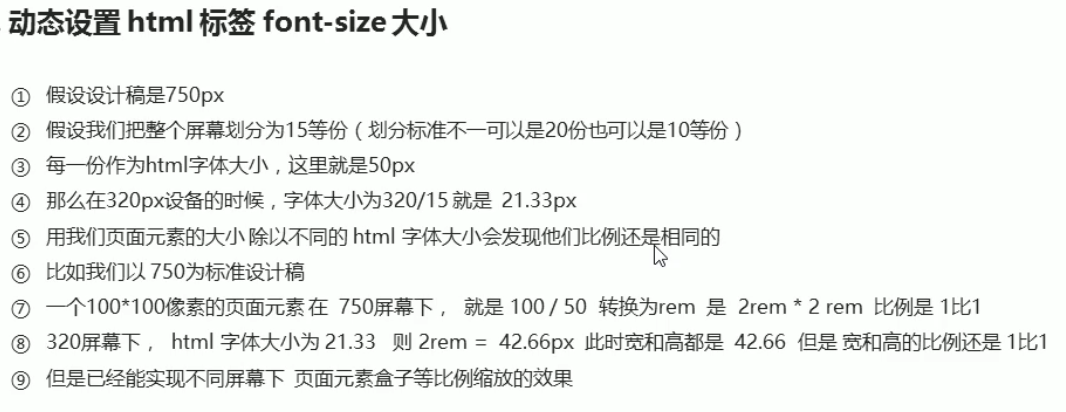 动态设置 html 标签 font-size 大小
① 假设设计稿是750px
② 假设我们把整个屏幕划分为15等份（划分标准不一可以是20份也可以是10等份）
③ 每一份作为html字体大小，这里就是50px
④ 那么在320px设备的时候，字体大小为320/15 就是 21.33px
⑤ 用我们页面元素的大小 除以不同的 html 字体大小会发现他们比例还是相同的
⑥ 比如我们以 750为标准设计稿
⑦ 一个100*100像素的页面元素 在 750屏幕下， 就是 100 / 50 转换为rem 是 2rem * 2 rem 比例是 1比1
⑧ 320屏幕下， html 字体大小为 21.33 则 2rem = 42.66px 此时宽和高都是 42.66 但是 宽和高的比例还是 1比1
⑨ 但是已经能实现不同屏幕下 页面元素盒子等比例缩放的效果